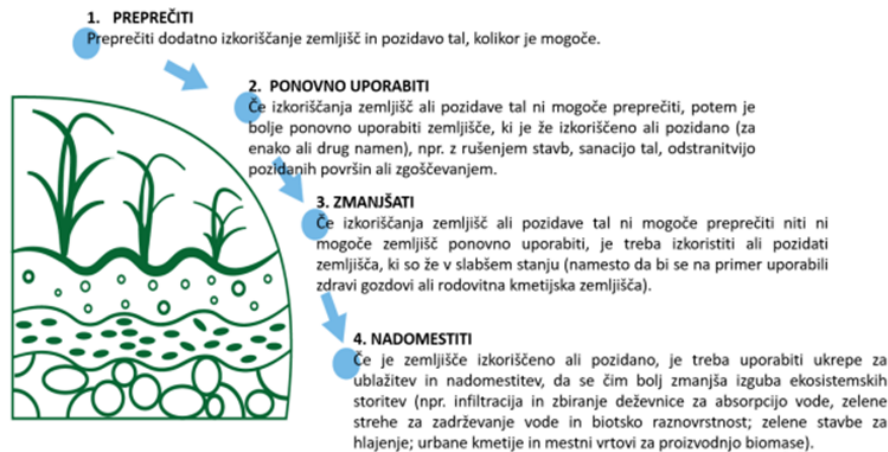 1. PREPREČITI
Preprečiti dodatno izkoriščanje zemljišč in pozidavo tal, kolikor je mogoče.
2. PONOVNO UPORABITI
Če izkoriščanja zemljišč ali pozidave tal ni mogoče preprečiti, potem je
bolje ponovno uporabiti zemljišče, ki je že izkoriščeno ali pozidano (za
enako ali drug namen), npr. z rušenjem stavb, sanacijo tal, odstranitvijo
pozidanih površin ali zgoščevanjem.
3. ZMANJŠATI
Če izkoriščanja zemljišč ali pozidave tal ni mogoče preprečiti niti ni
mogoče zemljišč ponovno uporabiti, je treba izkoristiti ali pozidati
zemljišča, ki so že v slabšem stanju (namesto da bi se na primer uporabili
zdravi gozdovi ali rodovitna kmetijska zemljišča).
4. NADOMESTITI
Če je zemljišče izkoriščeno ali pozidano, je treba uporabiti ukrepe za
ublažitev in nadomestitev, da se čim bolj zmanjša izguba ekosistemskih
storitev (npr. infiltracija in zbiranje deževnice za absorpcijo vode, zelene
strehe za zadrževanje vode in biotsko raznovrstnost; zelene stavbe za
hlajenje; urbane kmetije in mestni vrtovi za proizvodnjo biomase).